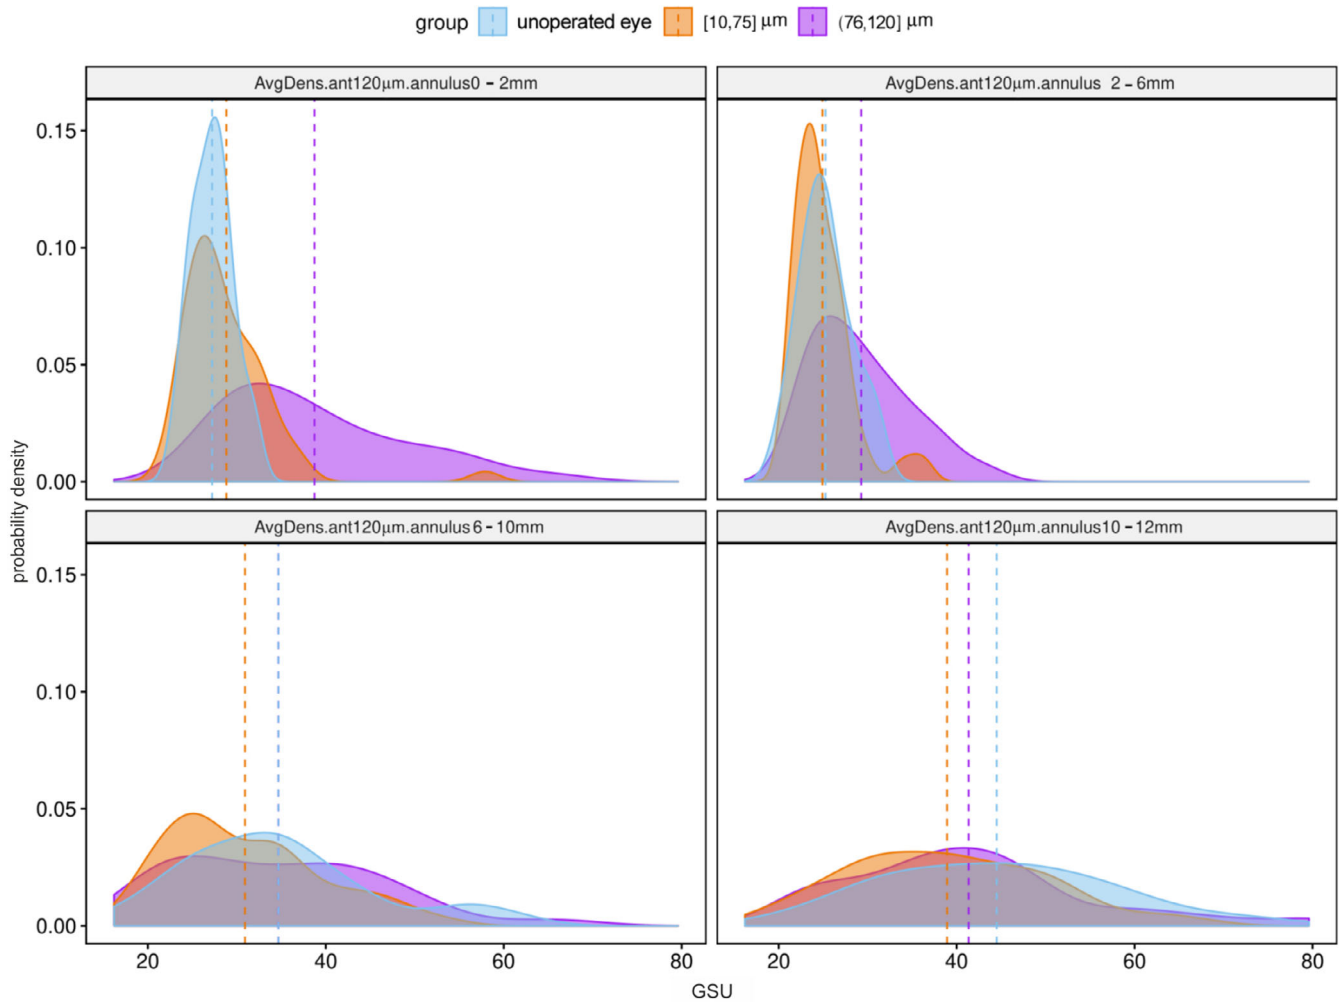 group unoperated eye [10,75] μm (76,120] μm
AvgDens.ant120μm.annulus0 - 2mm
AvgDens.ant120μm.annulus 2 - 6mm
0.15
0.10
0.05
0.00
probability density
AvgDens.ant120μm.annulus 6 - 10mm
AvgDens.ant120μm.annulus10 - 12mm
0.15
0.10
0.05
0.00
20 40 60 80
20 40 60 80
GSU